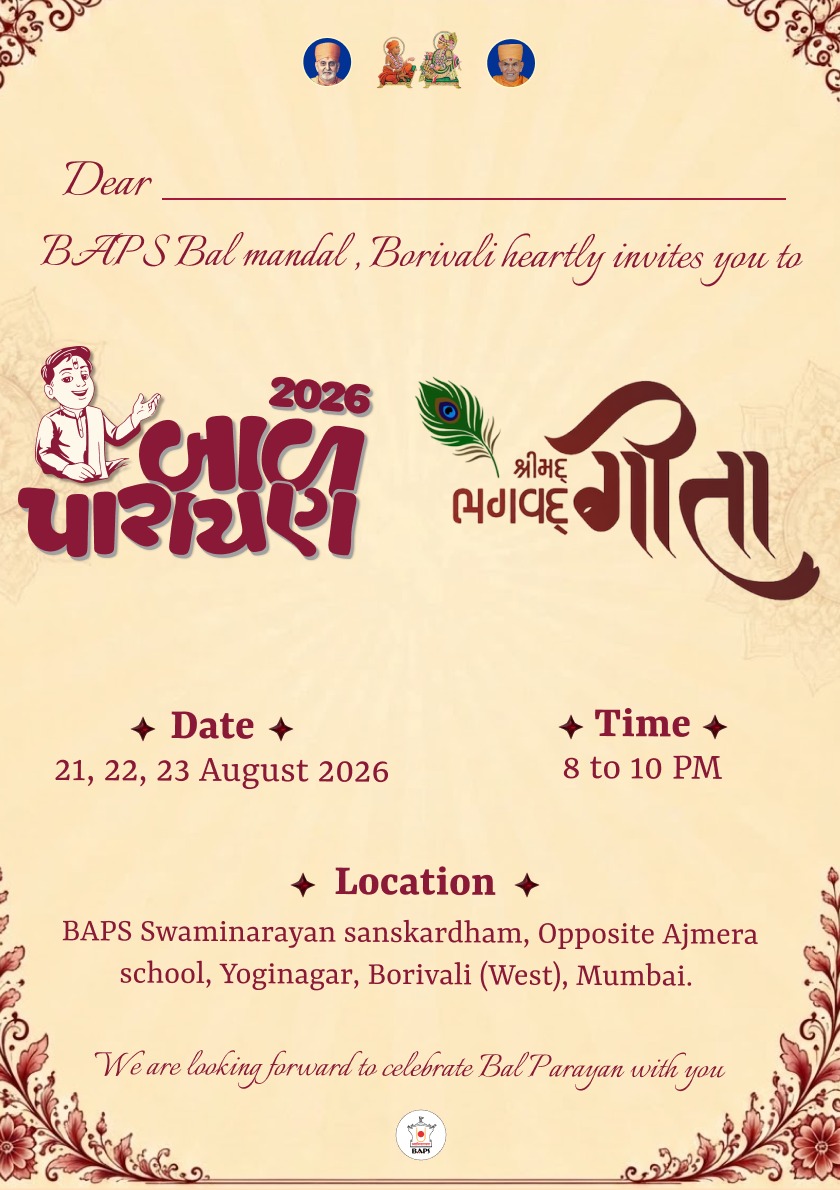 Dear
BAPS Bal mandal , Borivali heartly invites you to
2026
બાળ
પારાયણ
શ્રીમદ્
ભગવદ્
ગીતા
Date
21, 22, 23 August 2026
Time
8 to 10 PM
Location
BAPS Swaminarayan sanskardham, Opposite Ajmera
school, Yoginagar, Borivali (West), Mumbai.
We are looking forward to celebrate Bal Parayan with you
BAPS